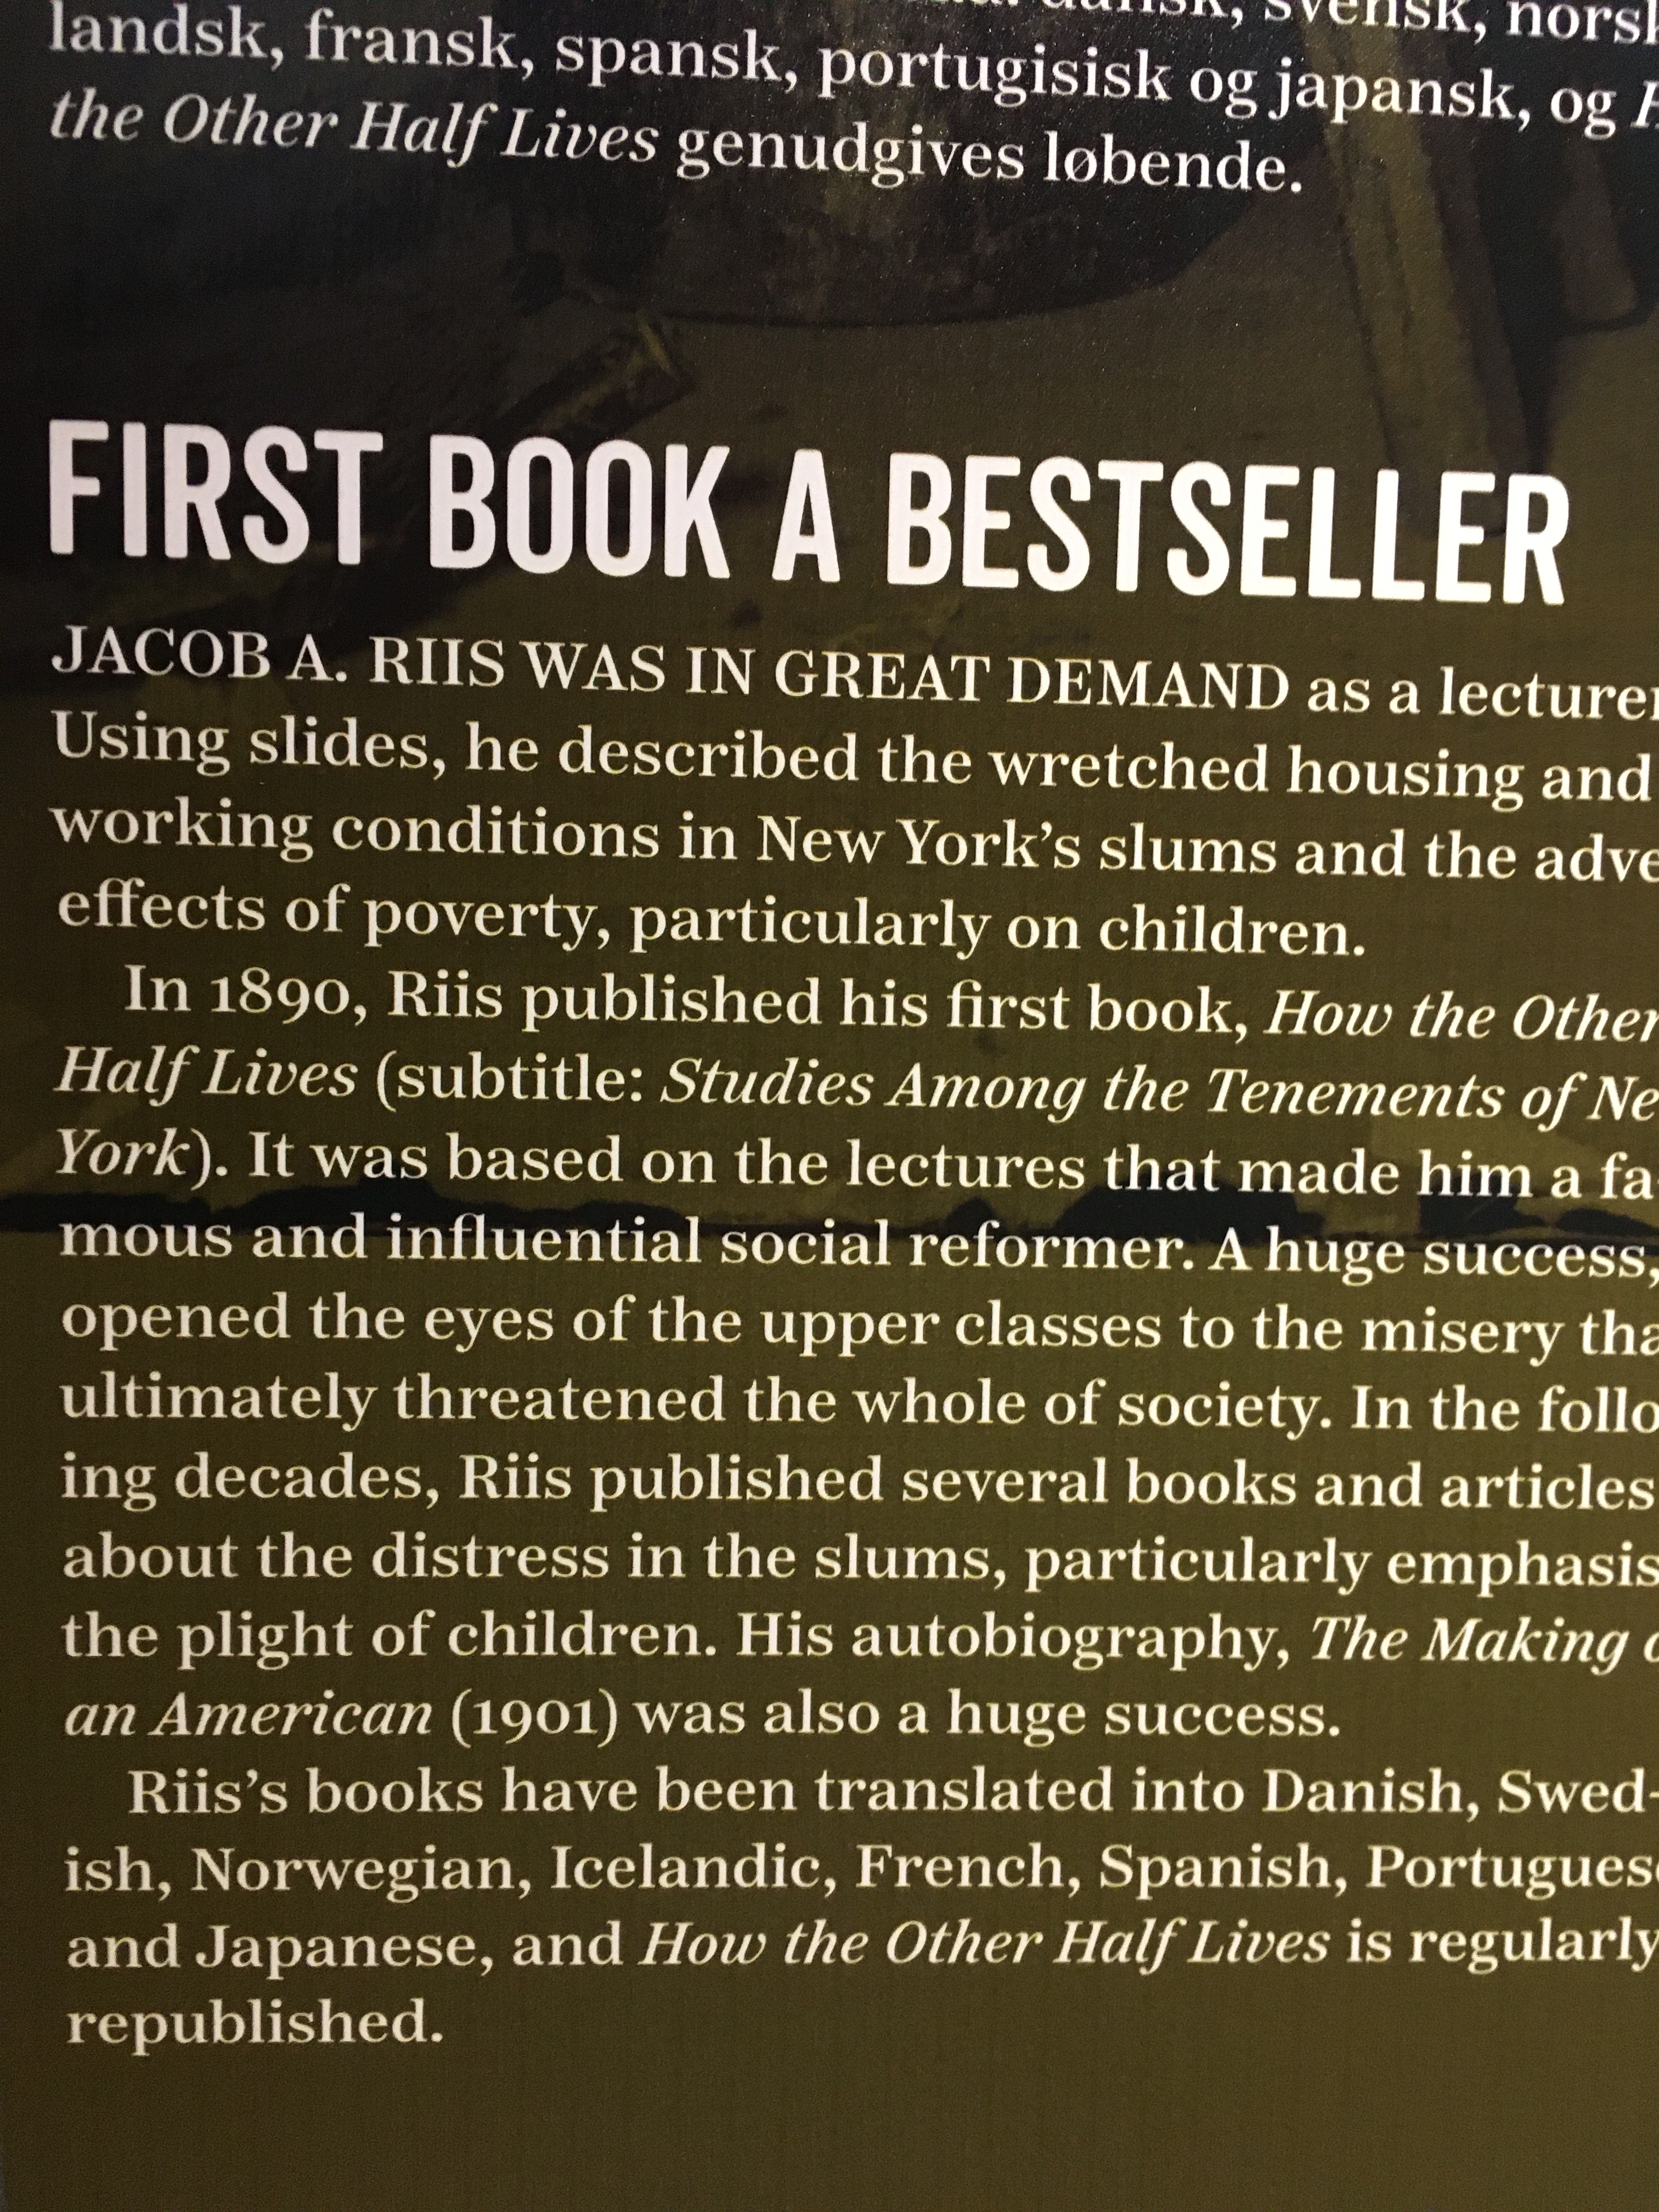 svensk,
landsk, fransk, spansk, portugisisk og japansk, og
the Other Half Lives genudgives løbende.
FIRST BOOK A BESTSELLER
JACOB A. RIIS WAS IN GREAT DEMAND as a lecturer
Using slides, he described the wretched housing and
working conditions in New York’s slums and the adve
effects of poverty, particularly on children.
In 1890, Riis published his first book, How the Other
Half Lives (subtitle: Studies Among the Tenements of Ne
York). It was based on the lectures that made him a fa-
mous and influential social reformer. A huge success,
opened the eyes of the upper classes to the misery tha
ultimately threatened the whole of society. In the follo
ing decades, Riis published several books and articles
about the distress in the slums, particularly emphasis
the plight of children. His autobiography, The Making o
an American (1901) was also a huge success.
Riis’s books have been translated into Danish, Swed-
ish, Norwegian, Icelandic, French, Spanish, Portuguese
and Japanese, and How the Other Half Lives is regularly
republished.